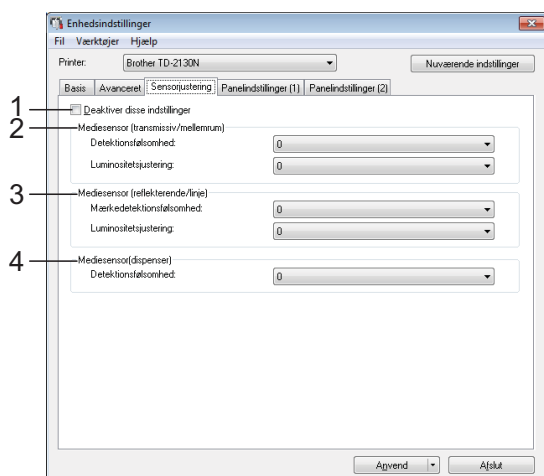 Enhedsindstillinger
Fil Værktøjer Hjælp
Printer: Brother TD-2130N Nuværende indstillinger
Basis Avanceret Sensorjustering Panelindstillinger (1) Panelindstillinger (2)
1 Deaktiver disse indstillinger
2 Mediesensor (transmissiv/mellemrum)
Detektionsfølsomhed: 0
Luminositetsjustering: 0
3 Mediesensor (reflekterende/linje)
Mærkedetektionsfølsomhed: 0
Luminositetsjustering: 0
4 Mediesensor(dispenser)
Detektionsfølsomhed: 0
Anvend Afslut